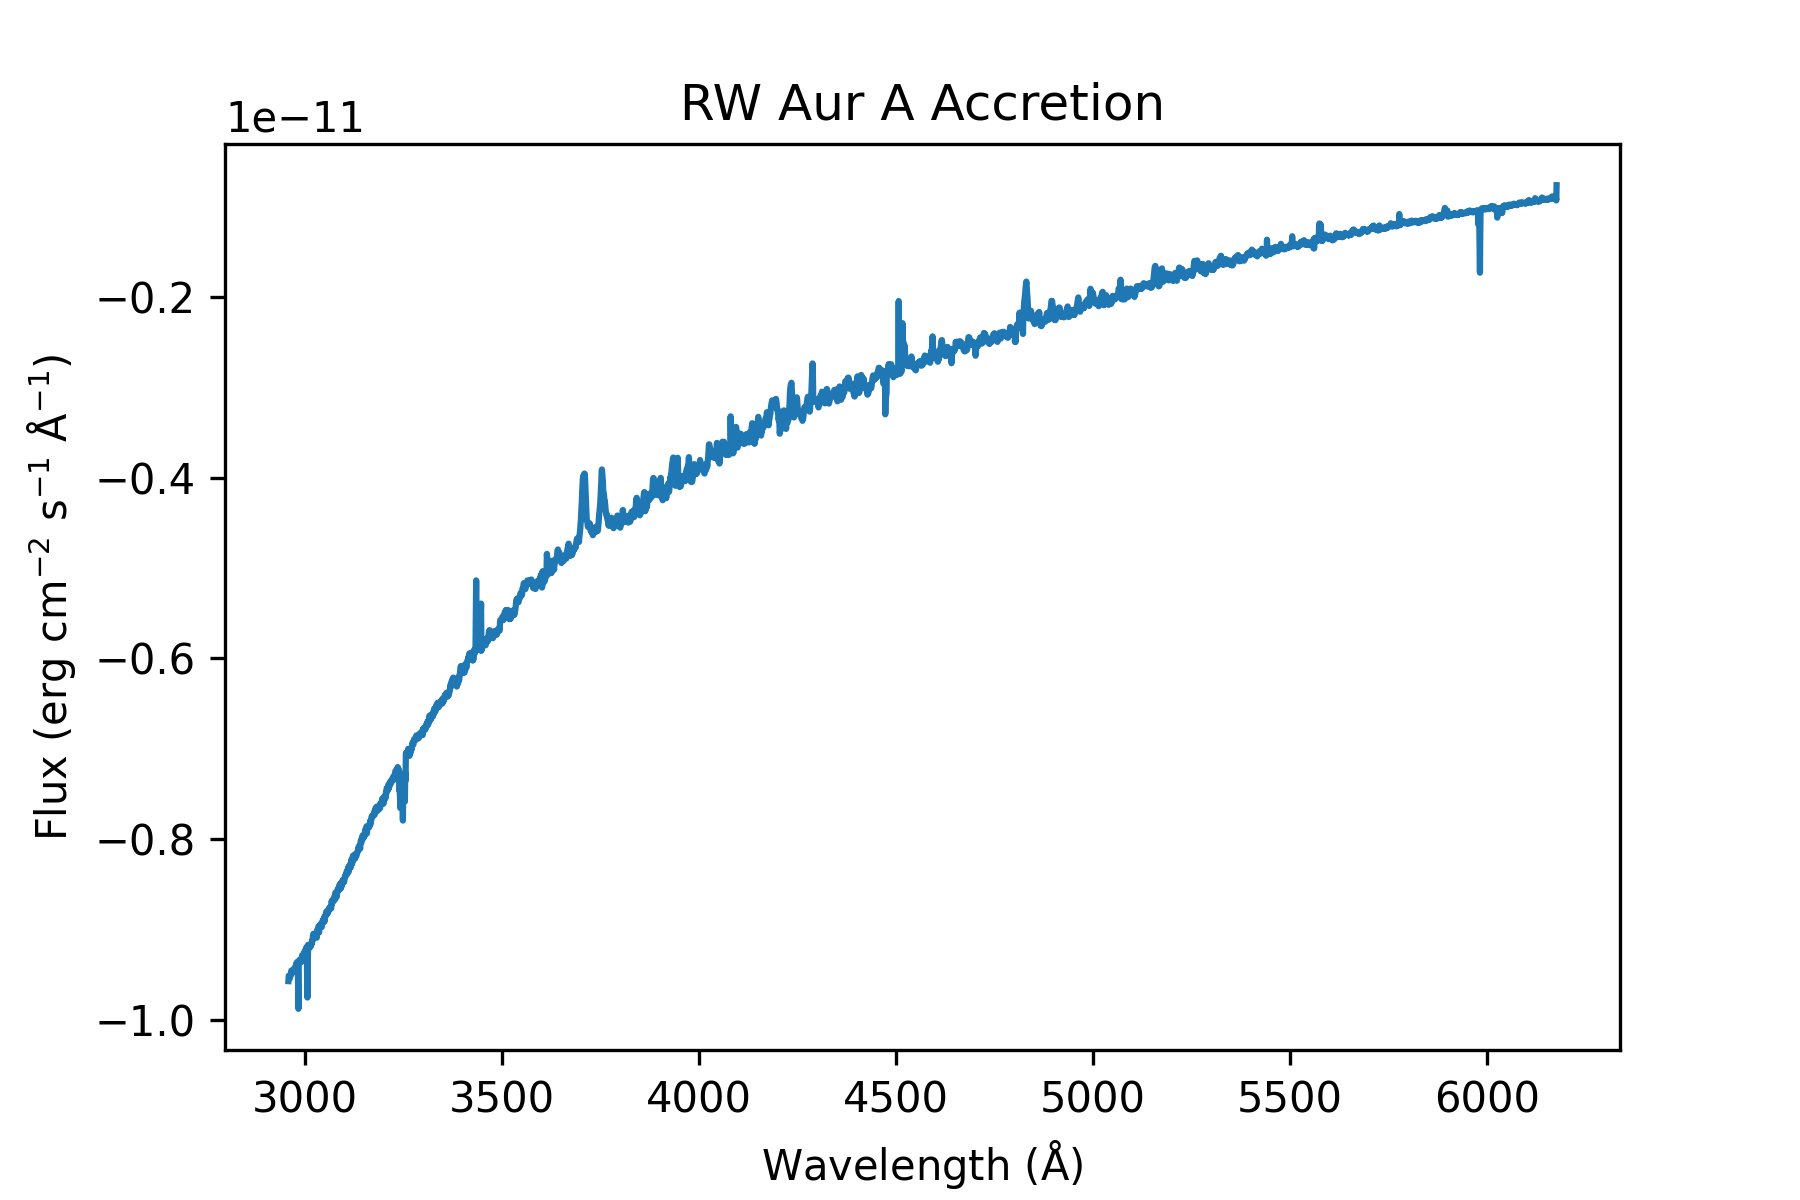 RW Aur A Accretion
1e−11
Flux (erg cm⁻² s⁻¹ Å⁻¹)
−0.2
−0.4
−0.6
−0.8
−1.0
3000 3500 4000 4500 5000 5500 6000
Wavelength (Å)